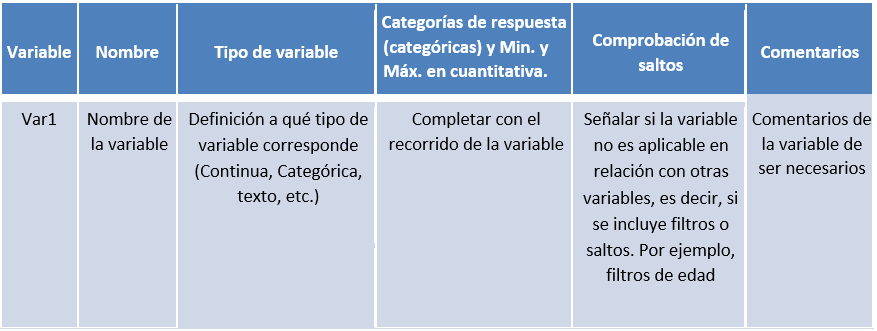 Variable
Nombre
Tipo de variable
Categorías de respuesta
(categóricas) y Min. y
Máx. en cuantitativa.
Comprobación de
saltos
Comentarios
Var1
Nombre de
la variable
Definición a qué tipo de
variable corresponde
(Continua, Categórica,
texto, etc.)
Completar con el
recorrido de la variable
Señalar si la variable
no es aplicable en
relación con otras
variables, es decir, si
se incluye filtros o
saltos. Por ejemplo,
filtros de edad
Comentarios de
la variable de
ser necesarios